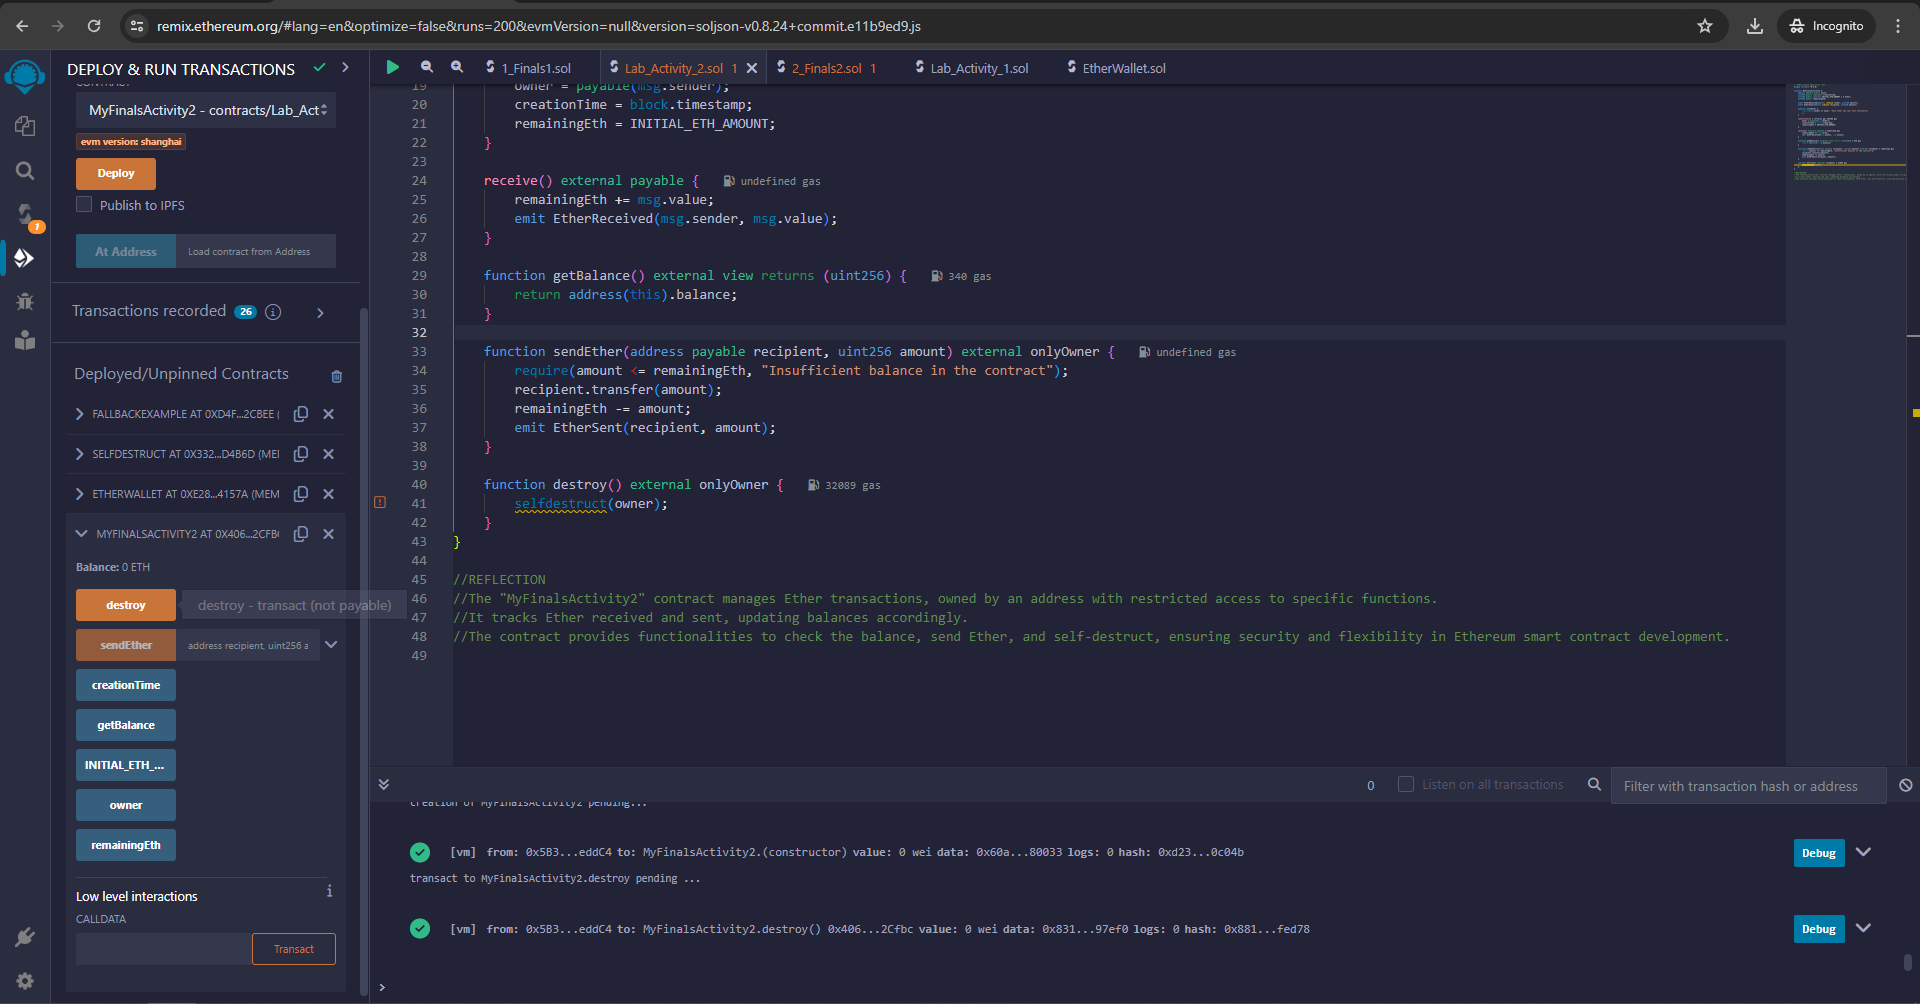 remix.ethereum.org/#lang=en&optimize=false&runs=200&evmVersion=null&version=soljson-v0.8.24+commit.e11b9ed9.js
Incognito
DEPLOY & RUN TRANSACTIONS
CONTRACT
MyFinalsActivity2 - contracts/Lab_Act
evm version: shanghai
Deploy
Publish to IPFS
At Address
Load contract from Address
Transactions recorded 26
Deployed/Unpinned Contracts
FALLBACKEXAMPLE AT 0XD4F...2CBEE (
SELFDESTRUCT AT 0X332...D4B6D (MEI
ETHERWALLET AT 0XE28...4157A (MEM
MYFINALSACTIVITY2 AT 0X406...2CFB
Balance: 0 ETH
destroy
destroy - transact (not payable)
sendEther
address recipient, uint256 a
creationTime
getBalance
INITIAL_ETH_...
owner
remainingEth
Low level interactions
CALLDATA
Transact
1
1_Finals1.sol
Lab_Activity_2.sol 1
2_Finals2.sol 1
Lab_Activity_1.sol
EtherWallet.sol
19 owner = payable(msg.sender);
20 creationTime = block.timestamp;
21 remainingEth = INITIAL_ETH_AMOUNT;
22 }
23
24 receive() external payable { undefined gas
25 remainingEth += msg.value;
26 emit EtherReceived(msg.sender, msg.value);
27 }
28
29 function getBalance() external view returns (uint256) { 340 gas
30 return address(this).balance;
31 }
32
33 function sendEther(address payable recipient, uint256 amount) external onlyOwner { undefined gas
34 require(amount <= remainingEth, "Insufficient balance in the contract");
35 recipient.transfer(amount);
36 remainingEth -= amount;
37 emit EtherSent(recipient, amount);
38 }
39
40 function destroy() external onlyOwner { 32089 gas
41 selfdestruct(owner);
42 }
43 }
44
45 //REFLECTION
46 //The "MyFinalsActivity2" contract manages Ether transactions, owned by an address with restricted access to specific functions.
47 //It tracks Ether received and sent, updating balances accordingly.
48 //The contract provides functionalities to check the balance, send Ether, and self-destruct, ensuring security and flexibility in Ethereum smart contract development.
49
0
Listen on all transactions
Filter with transaction hash or address
creation of MyFinalsActivity2 pending...
[vm] from: 0x5B3...eddC4 to: MyFinalsActivity2.(constructor) value: 0 wei data: 0x60a...80033 logs: 0 hash: 0xd23...0c04b
Debug
transact to MyFinalsActivity2.destroy pending ...
[vm] from: 0x5B3...eddC4 to: MyFinalsActivity2.destroy() 0x406...2Cfbc value: 0 wei data: 0x831...97ef0 logs: 0 hash: 0x881...fed78
Debug
>